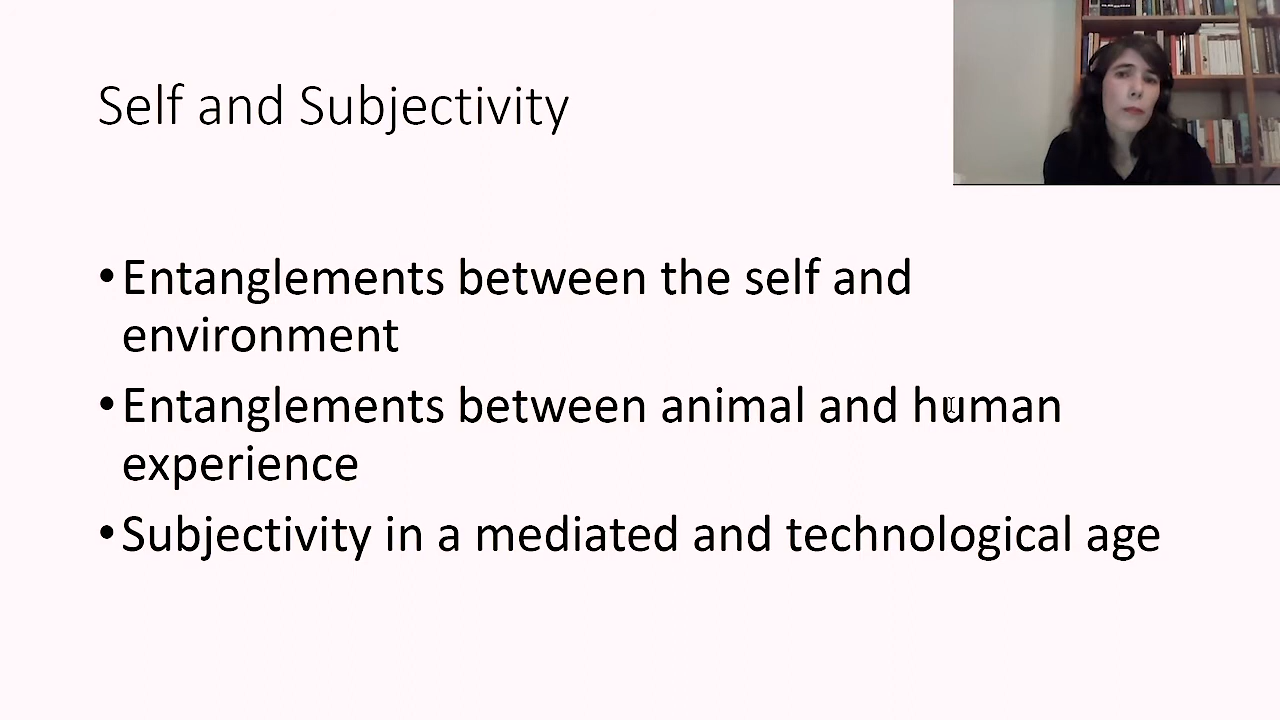 Self and Subjectivity
•Entanglements between the self and
environment
•Entanglements between animal and human
experience
•Subjectivity in a mediated and technological age